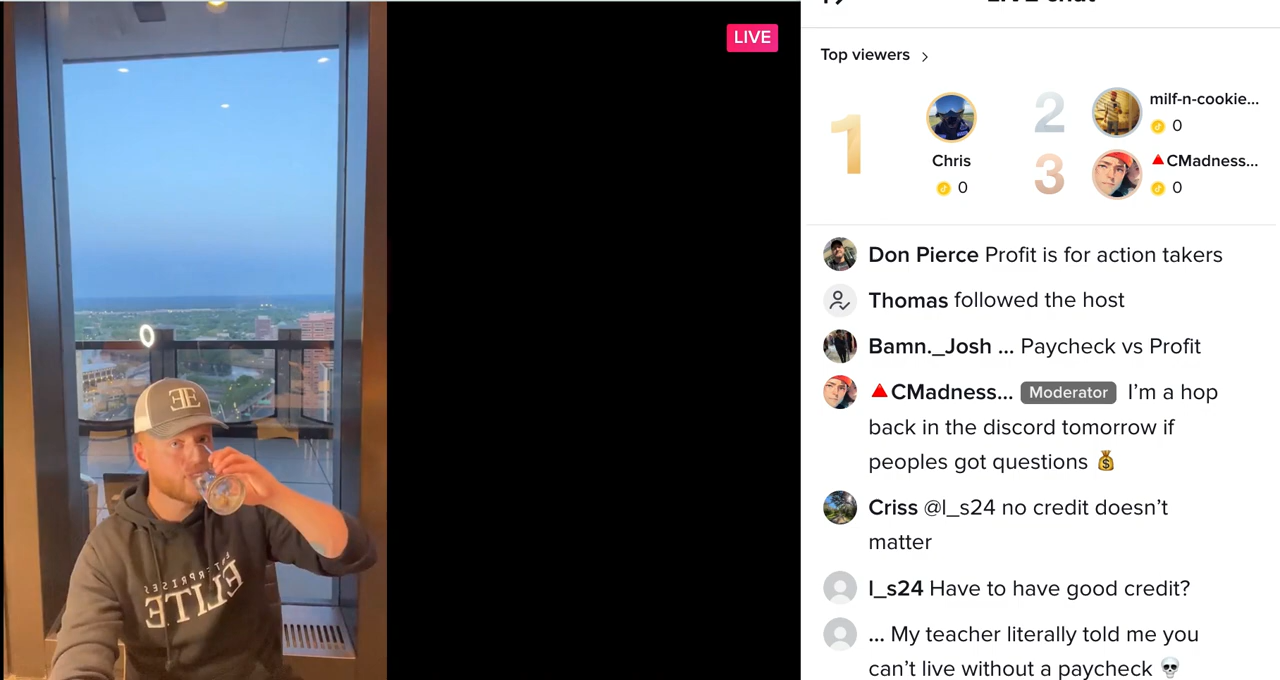 LIVE
Top viewers
1
Chris
0
2
milf-n-cookie...
0
3
🔺CMadness...
0
Don Pierce Profit is for action takers
Thomas followed the host
Bamn._Josh ... Paycheck vs Profit
🔺CMadness... Moderator I’m a hop
back in the discord tomorrow if
peoples got questions 💰
Criss @l_s24 no credit doesn’t
matter
l_s24 Have to have good credit?
... My teacher literally told me you
can’t live without a paycheck 💀
EE
ENTERPRISES
ELITE